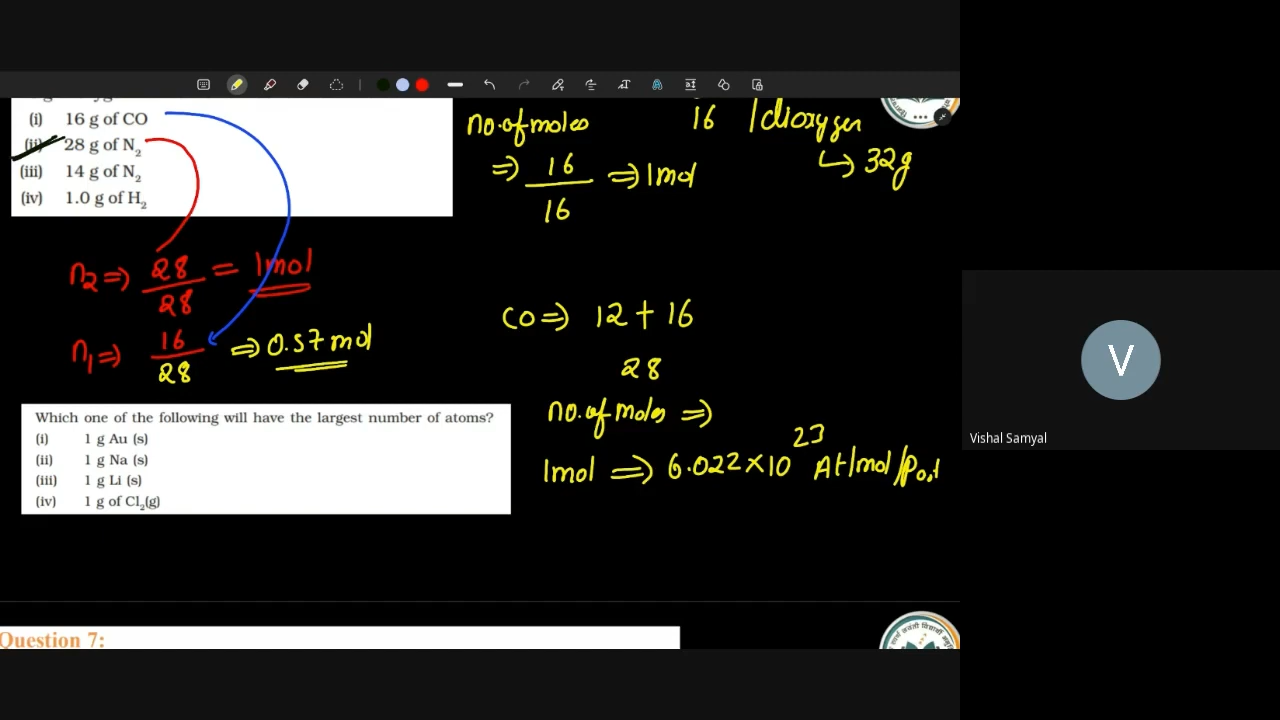 (i) 16 g of CO
(ii) 28 g of N₂
(iii) 14 g of N₂
(iv) 1.0 g of H₂
no. of moles
⇒ 16/16 ⇒ 1mol
16 / dioxygen
↳ 32g
n₂ ⇒ 28/28 = 1mol
n₁ ⇒ 16/28 ⇒ 0.57 mol
CO ⇒ 12 + 16
28
no. of moles ⇒
1mol ⇒ 6.022 × 10²³ At/mol/
Which one of the following will have the largest number of atoms?
(i) 1 g Au (s)
(ii) 1 g Na (s)
(iii) 1 g Li (s)
(iv) 1 g of Cl₂(g)
Question 7:
V
Vishal Samyal